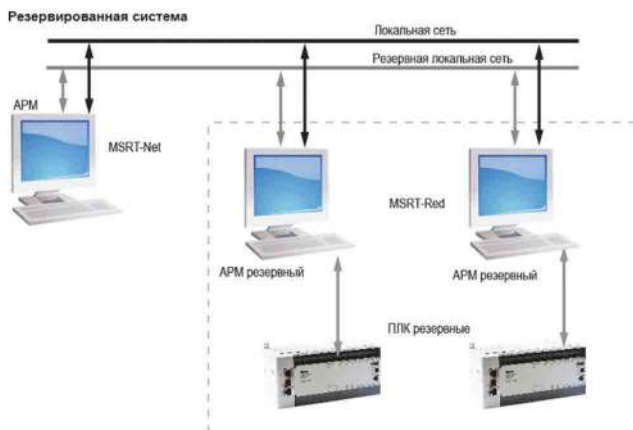 Резервированная система
Локальная сеть
Резервная локальная сеть
АРМ
MSRT-Net
MSRT-Red
АРМ резервный
АРМ резервный
ПЛК резервные